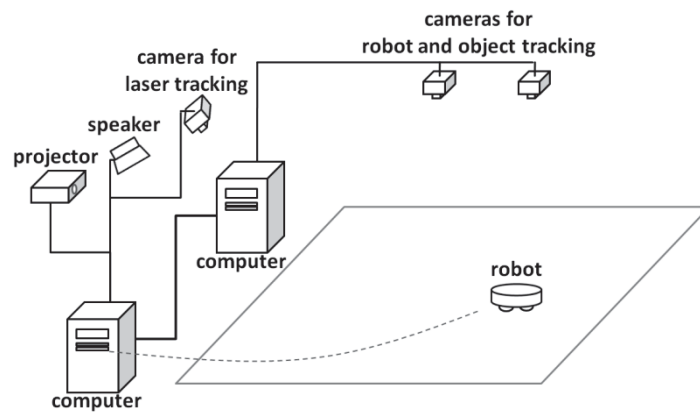 cameras for
robot and object tracking
camera for
laser tracking
speaker
projector
computer
robot
computer